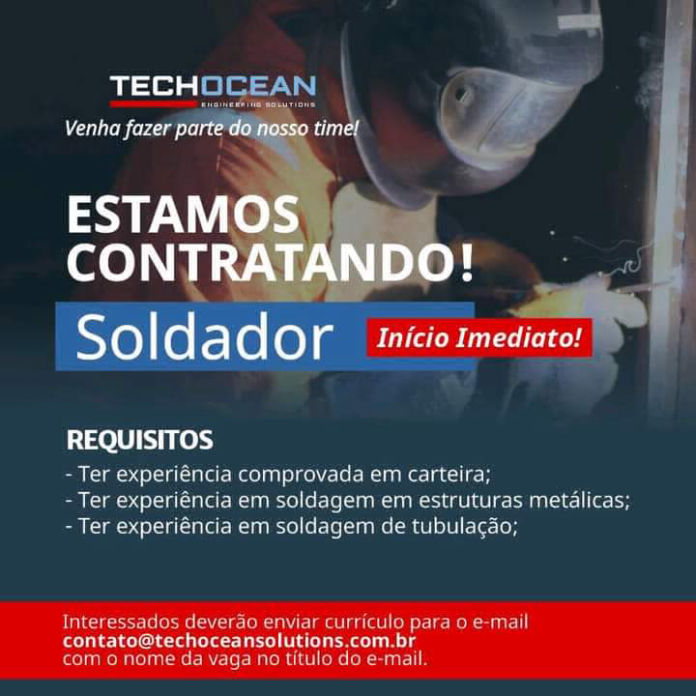 TECHOCEAN
ENGINEERING SOLUTIONS
Venha fazer parte do nosso time!
ESTAMOS
CONTRATANDO!
Soldador
Início Imediato!
REQUISITOS
- Ter experiência comprovada em carteira;
- Ter experiência em soldagem em estruturas metálicas;
- Ter experiência em soldagem de tubulação;
Interessados deverão enviar currículo para o e-mail
contato@techoceansolutions.com.br
com o nome da vaga no título do e-mail.